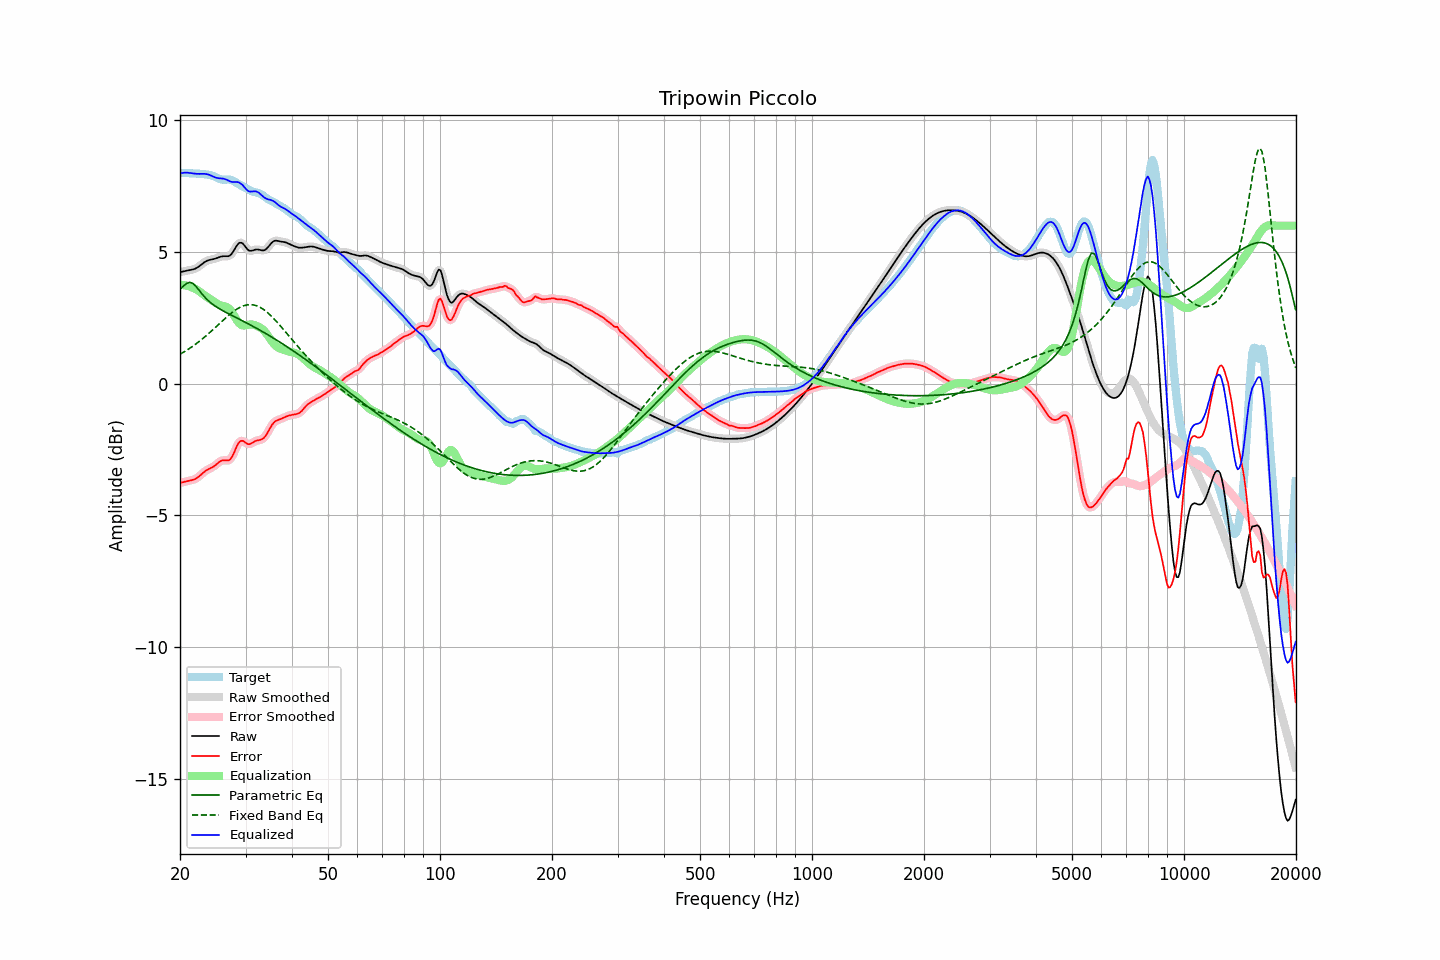 Tripowin Piccolo
10
5
0
−5
−10
−15
Amplitude (dBr)
Target
Raw Smoothed
Error Smoothed
Raw
Error
Equalization
Parametric Eq
Fixed Band Eq
Equalized
20 50 100 200 500 1000 2000 5000 10000 20000
Frequency (Hz)